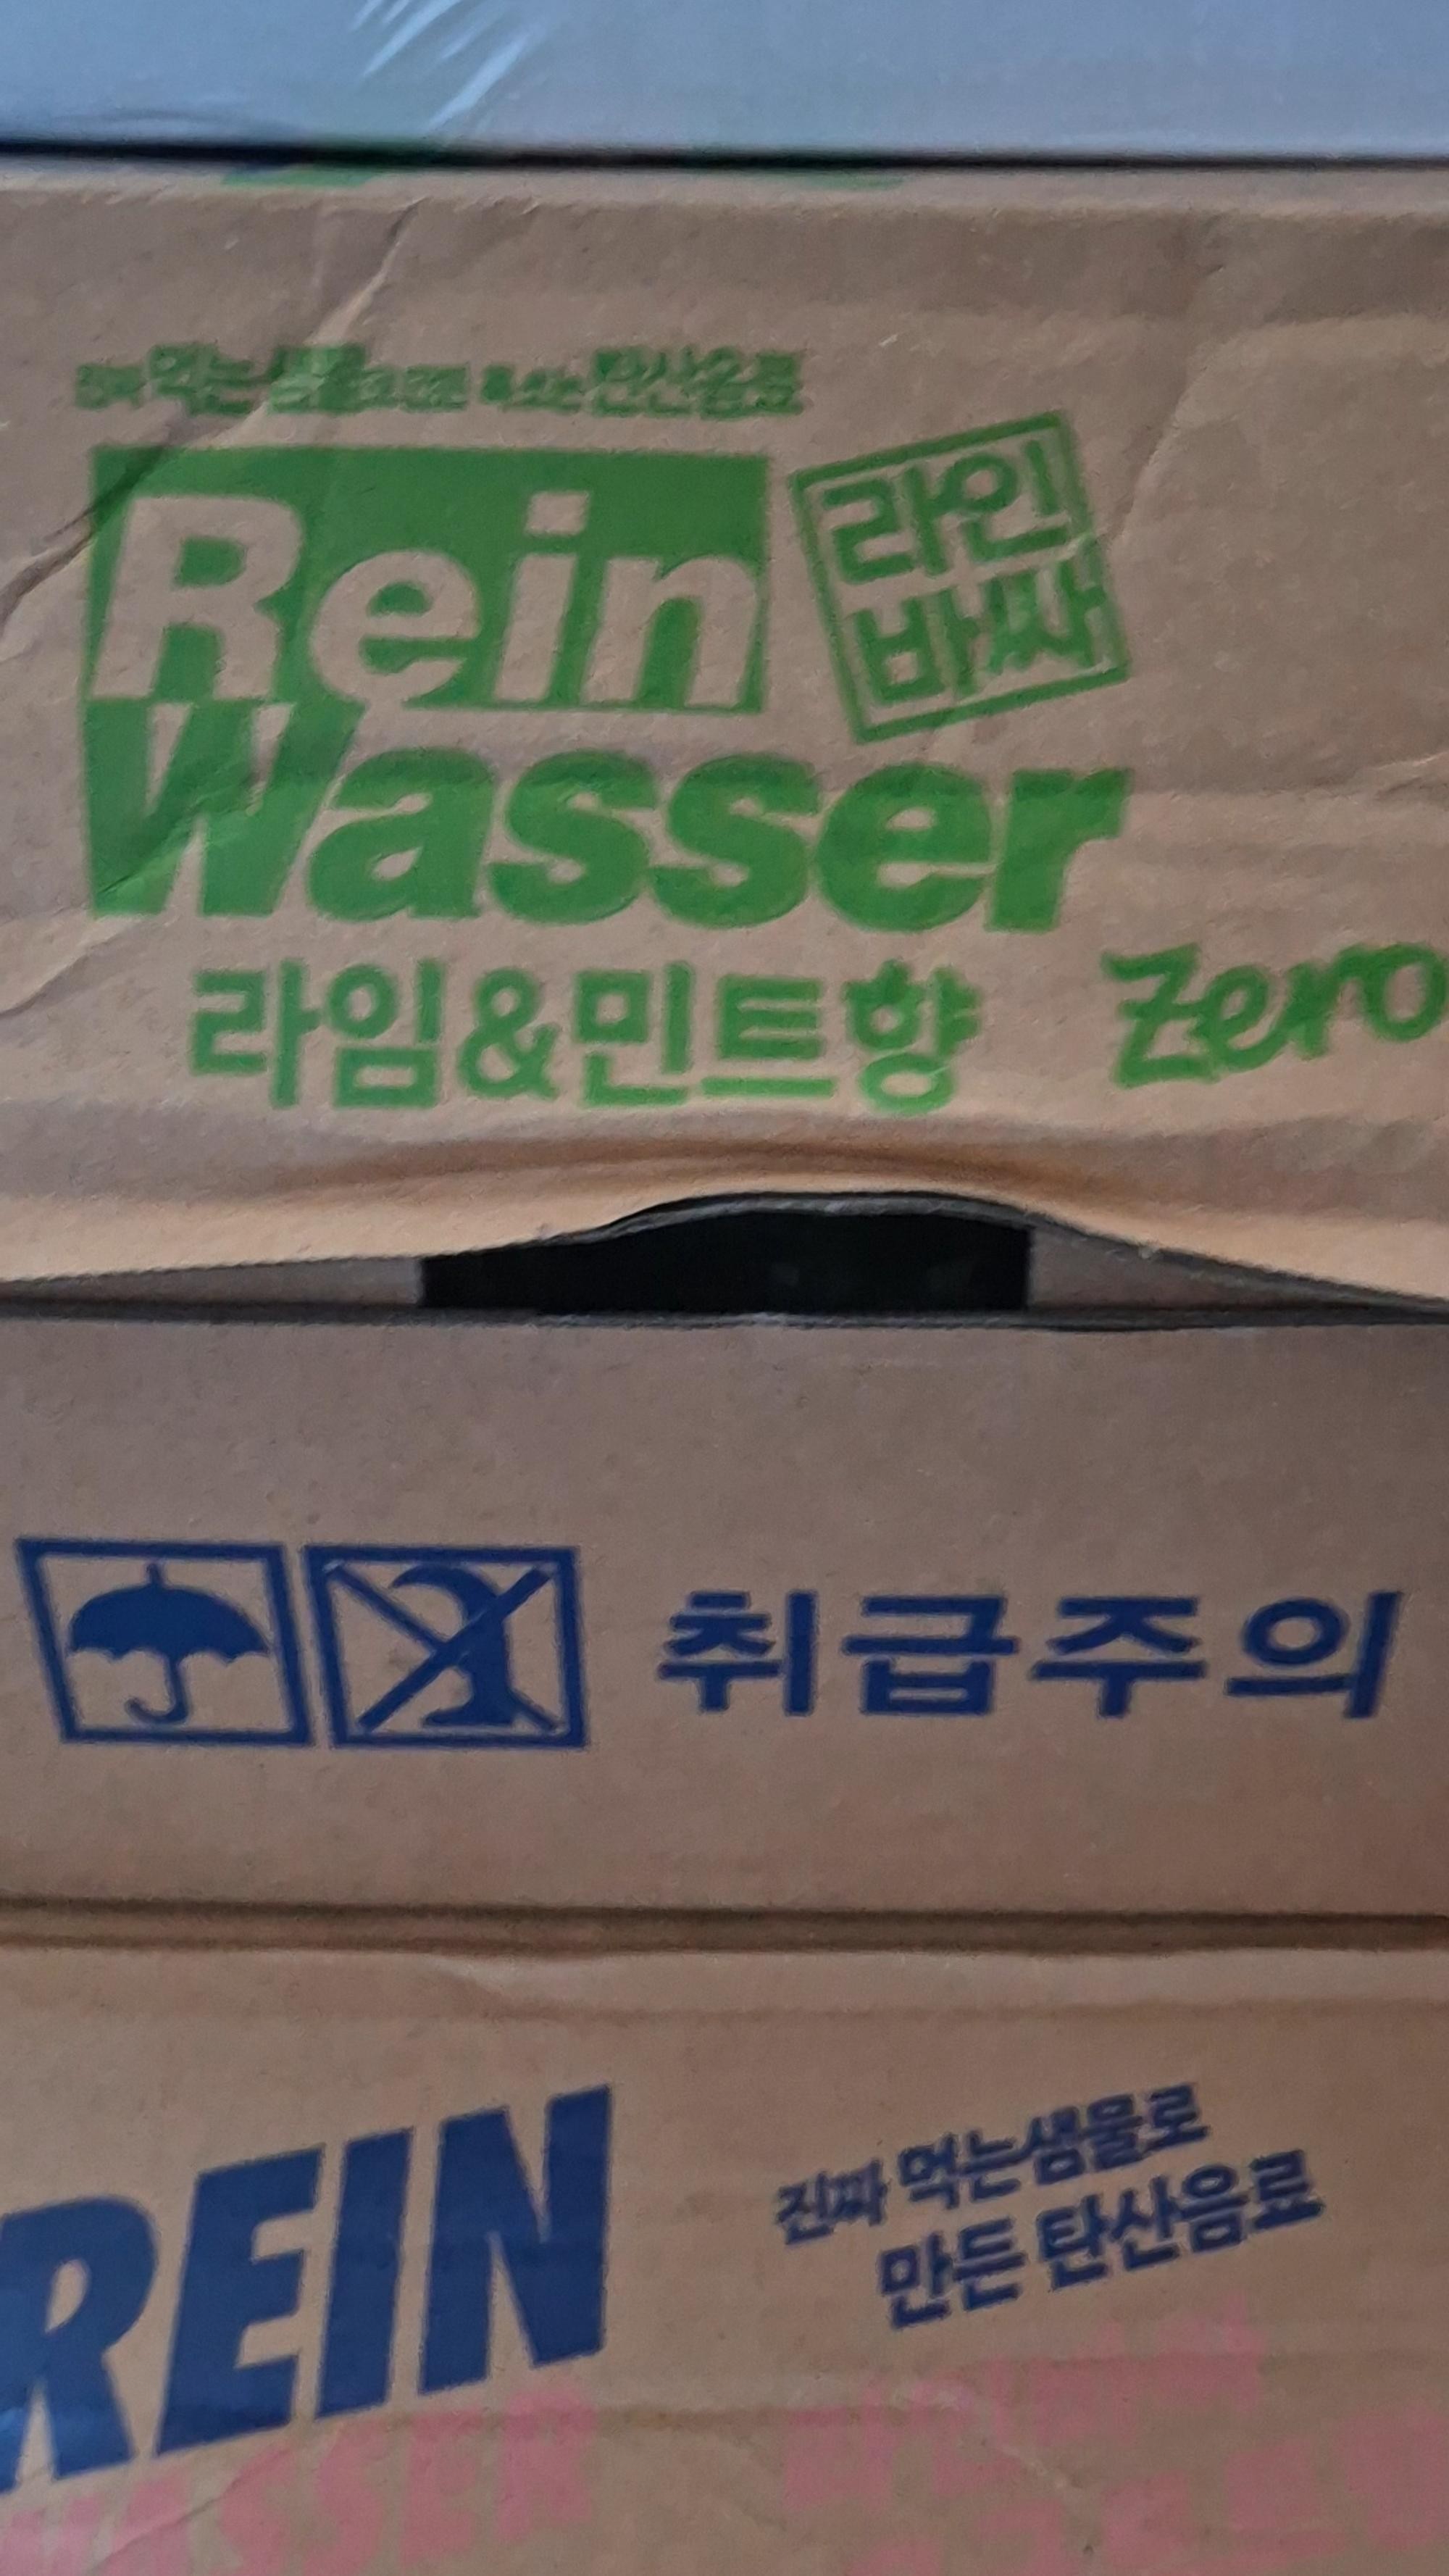 먹는샘물로 탄산음료
Rein
라인
바싸
Wasser
라임&민트향 Zero
취급주의
REIN
진짜 먹는샘물로
만든 탄산음료
WASSER